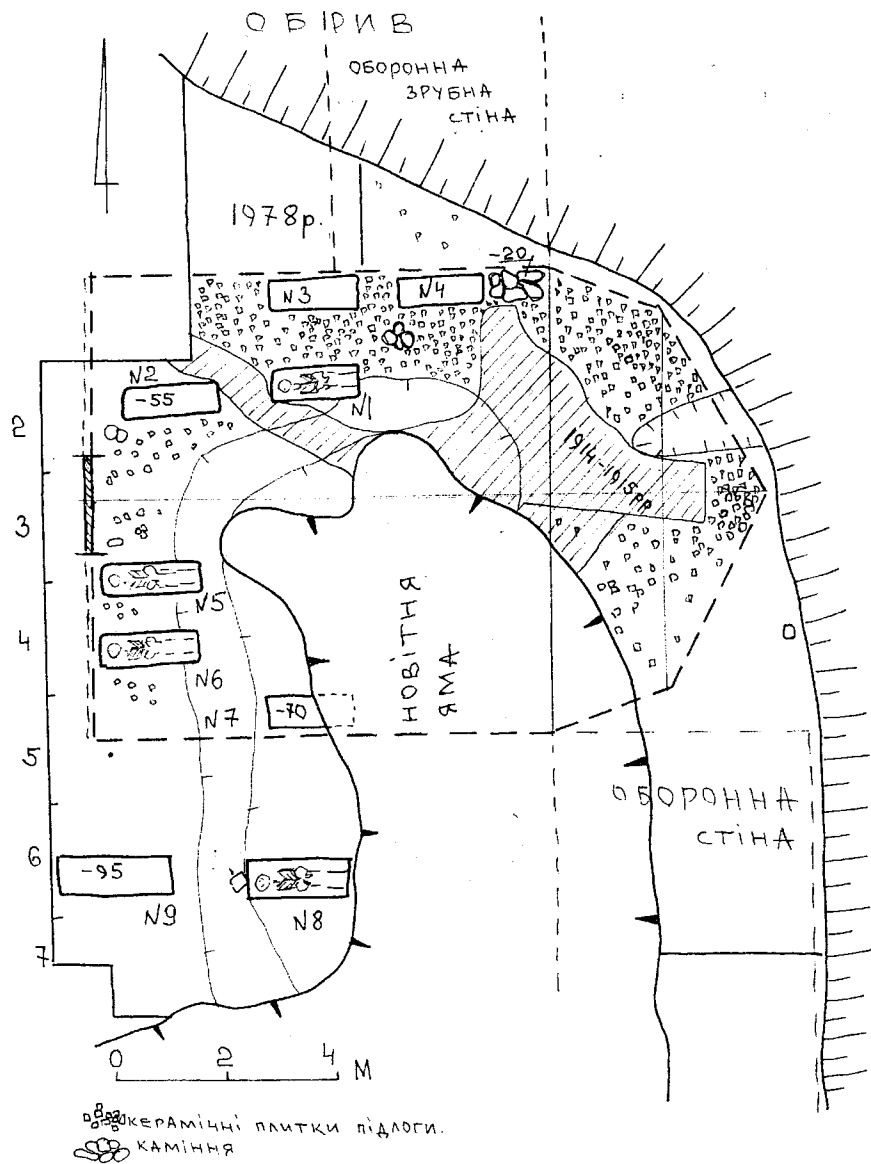 ОБІРИВ
ОБОРОННА
ЗРУБНА
СТІНА
1978р.
-20
N3
N4
N2
-55
N1
2
1914-1915рр
3
N5
4
N6
НОВІТНЯ
ЯМА
N7
-70
5
ОБОРОННА
СТІНА
6
-95
N9
N8
7
0 2 4 М
КЕРАМІЧНІ ПЛИТКИ ПІДЛОГИ.
КАМІННЯ